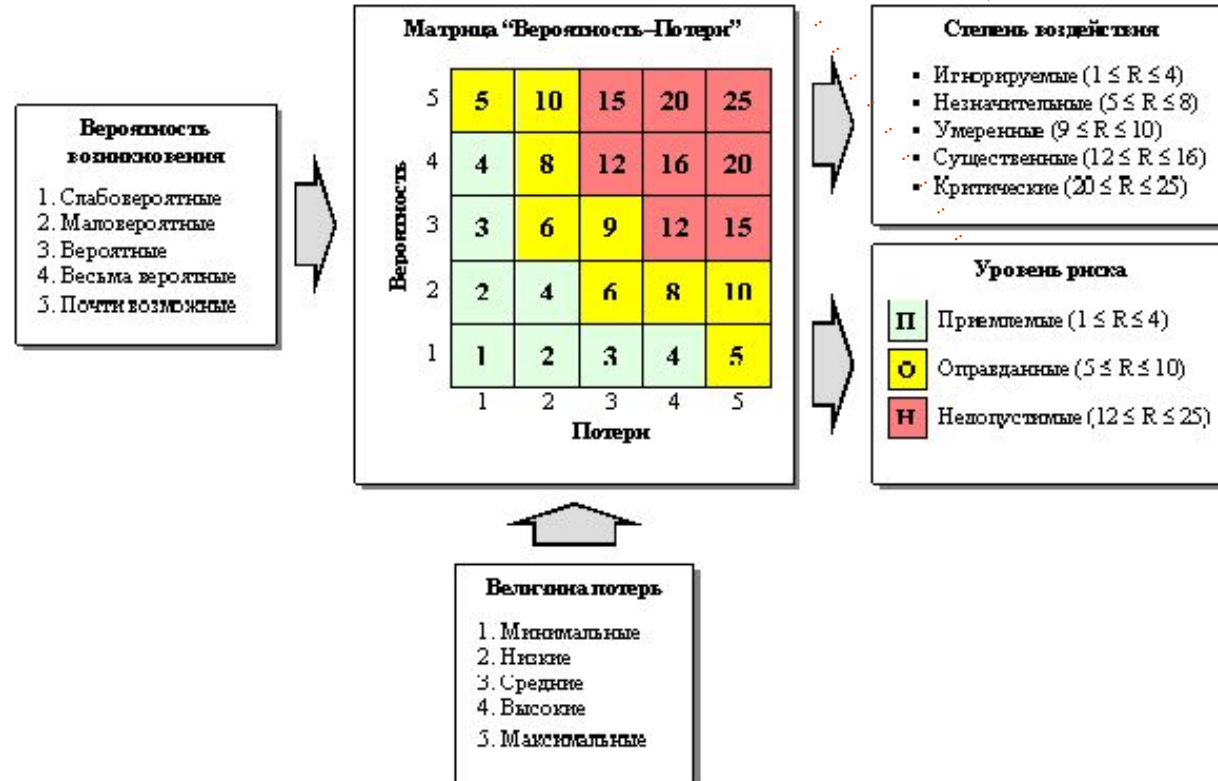 Вероятность
возникновения
1. Слабовероятные
2. Маловероятные
3. Вероятные
4. Весьма вероятные
5. Почти возможные
Матрица “Вероятность–Потери”
Вероятность
5 5 10 15 20 25
4 4 8 12 16 20
3 3 6 9 12 15
2 2 4 6 8 10
1 1 2 3 4 5
1 2 3 4 5
Потери
Величина потерь
1. Минимальные
2. Низкие
3. Средние
4. Высокие
5. Максимальные
Степень воздействия
▪ Игнорируемые (1 ≤ R ≤ 4)
▪ Незначительные (5 ≤ R ≤ 8)
▪ Умеренные (9 ≤ R ≤ 10)
▪ Существенные (12 ≤ R ≤ 16)
▪ Критические (20 ≤ R ≤ 25)
Уровень риска
П Приемлемые (1 ≤ R ≤ 4)
О Оправданные (5 ≤ R ≤ 10)
Н Недопустимые (12 ≤ R ≤ 25)